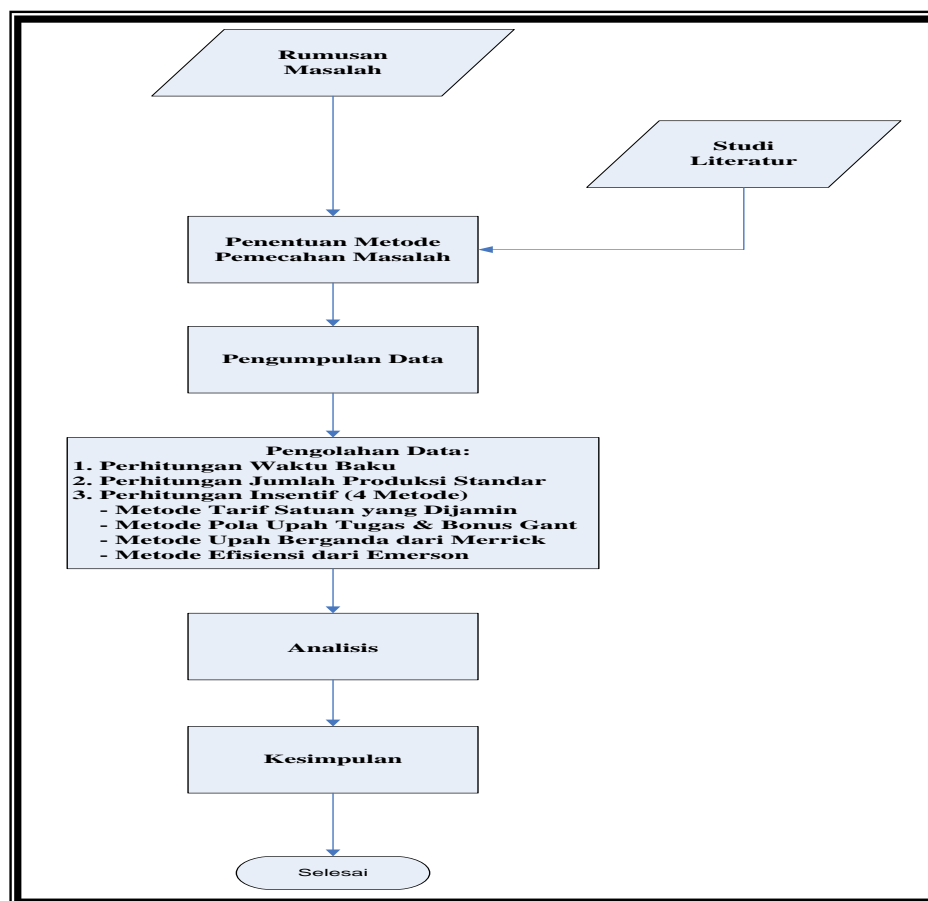 Rumusan
Masalah
Studi
Literatur
Penentuan Metode
Pemecahan Masalah
Pengumpulan Data
Pengolahan Data:
1. Perhitungan Waktu Baku
2. Perhitungan Jumlah Produksi Standar
3. Perhitungan Insentif (4 Metode)
- Metode Tarif Satuan yang Dijamin
- Metode Pola Upah Tugas & Bonus Gant
- Metode Upah Berganda dari Merrick
- Metode Efisiensi dari Emerson
Analisis
Kesimpulan
Selesai